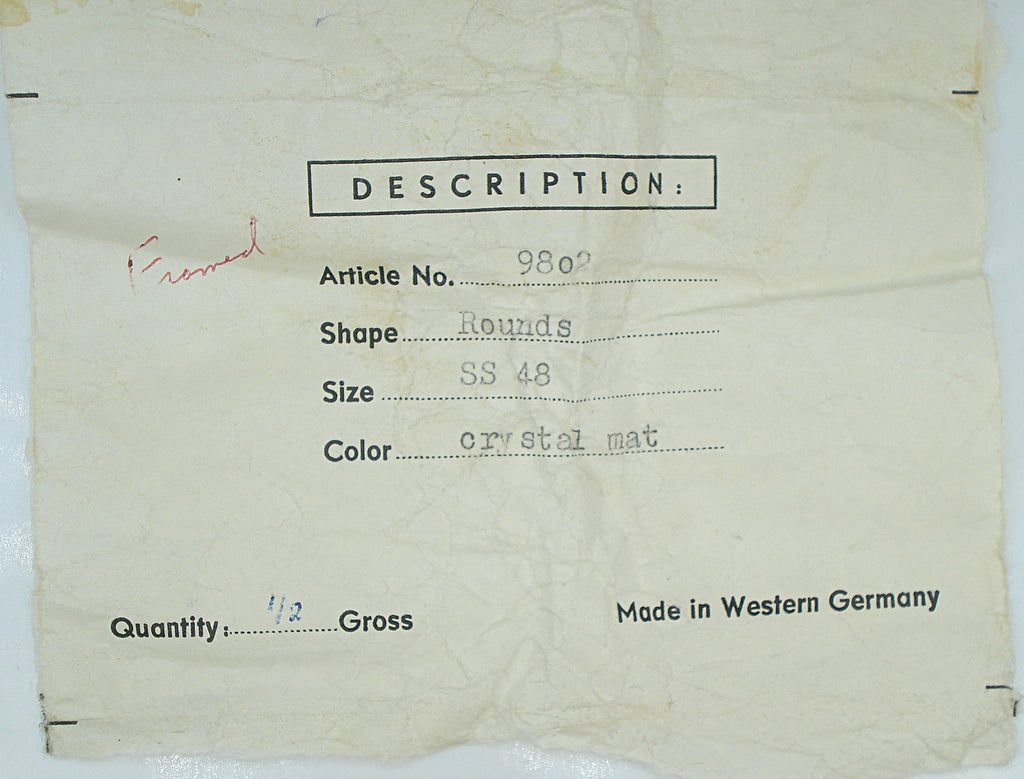 DESCRIPTION:
Framed
Article No. 9802
Shape Rounds
Size SS 48
Color crystal mat
Quantity: 1/2 Gross
Made in Western Germany